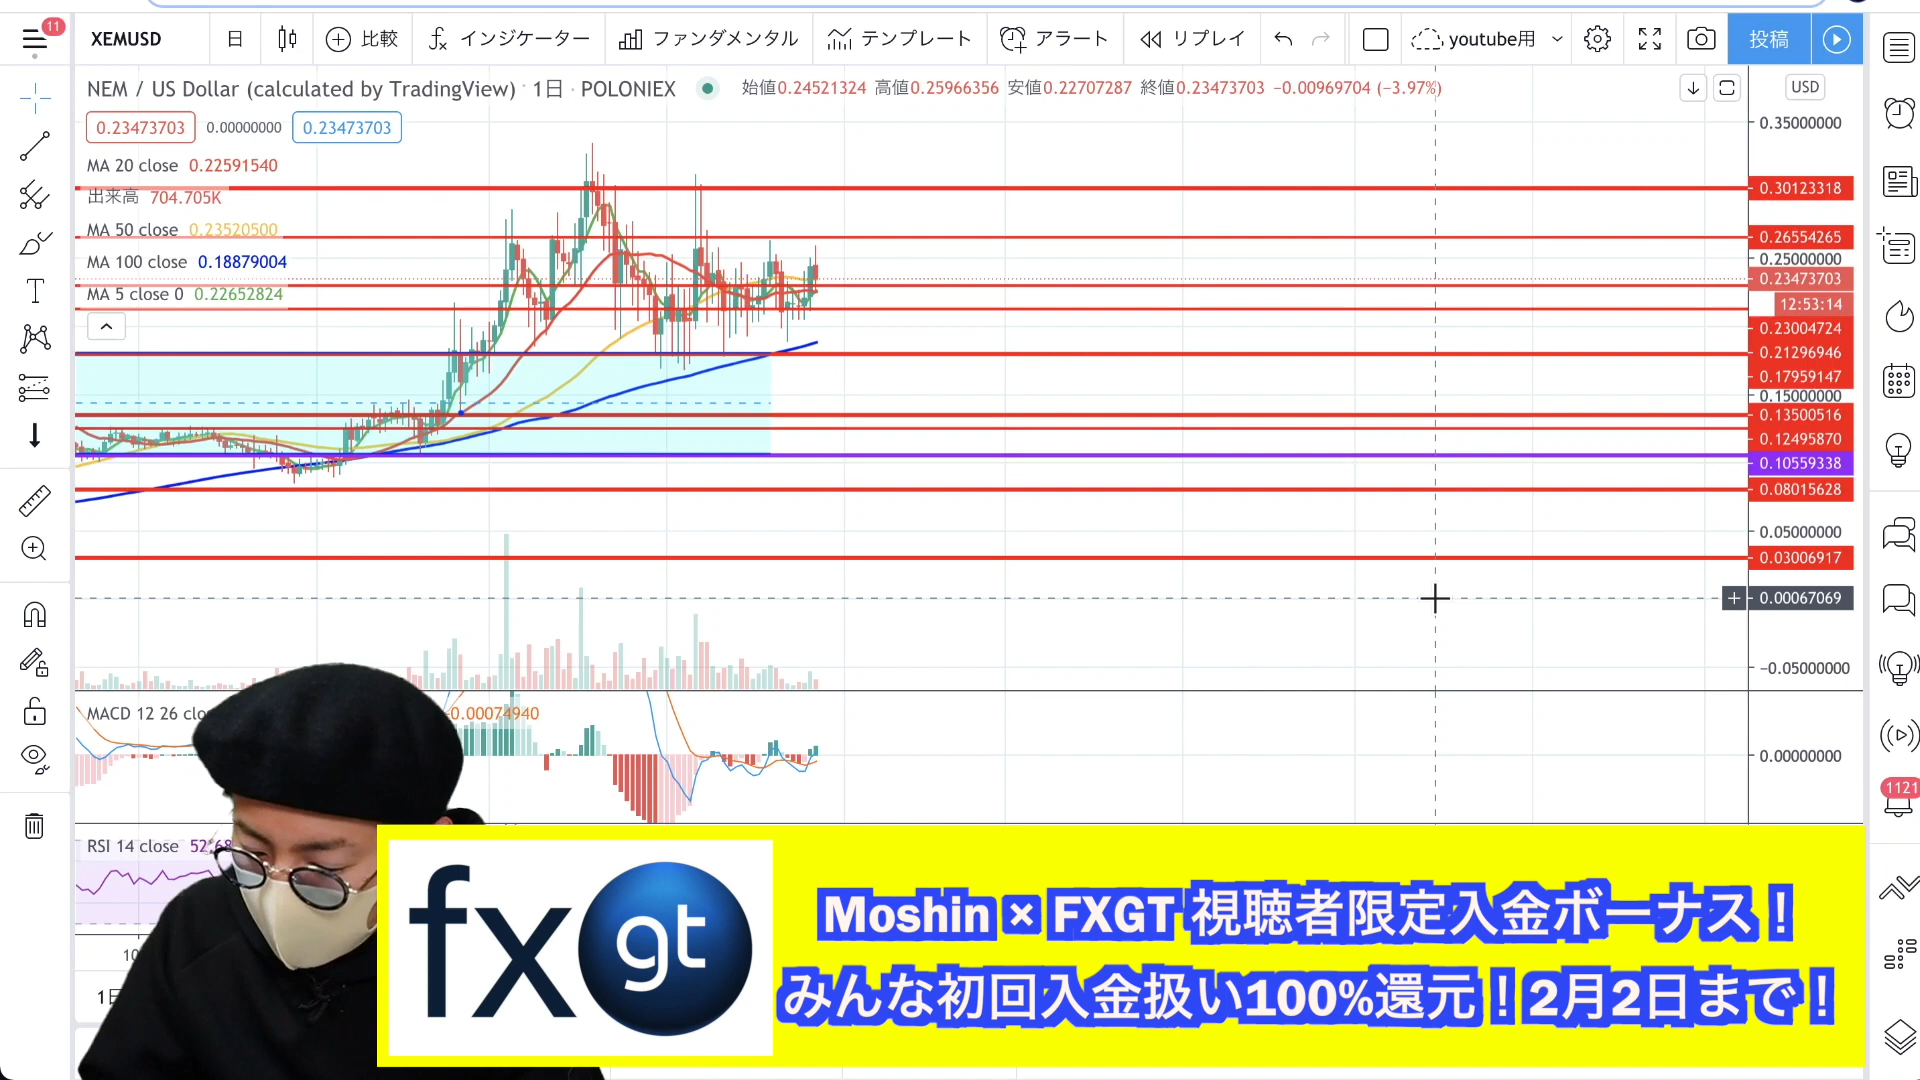 11
XEMUSD
日
比較
インジケーター
ファンダメンタル
テンプレート
アラート
リプレイ
youtube用
投稿
NEM / US Dollar (calculated by TradingView) · 1日 · POLONIEX
始値0.24521324 高値0.25966356 安値0.22707287 終値0.23473703 −0.00969704 (−3.97%)
USD
0.23473703 0.00000000 0.23473703
MA 20 close 0.22591540
出来高 704.705K
MA 50 close 0.23520500
MA 100 close 0.18879004
MA 5 close 0 0.22652824
0.35000000
0.30123318
0.26554265
0.25000000
0.23473703
12:53:14
0.23004724
0.21296946
0.17959147
0.15000000
0.13500516
0.12495870
0.10559338
0.08015628
0.05000000
0.03006917
0.00067069
−0.05000000
MACD 12 26 clo
0.00074940
0.00000000
1121
RSI 14 close
10
1日
fx gt
Moshin × FXGT 視聴者限定入金ボーナス！
みんな初回入金扱い100%還元！2月2日まで！